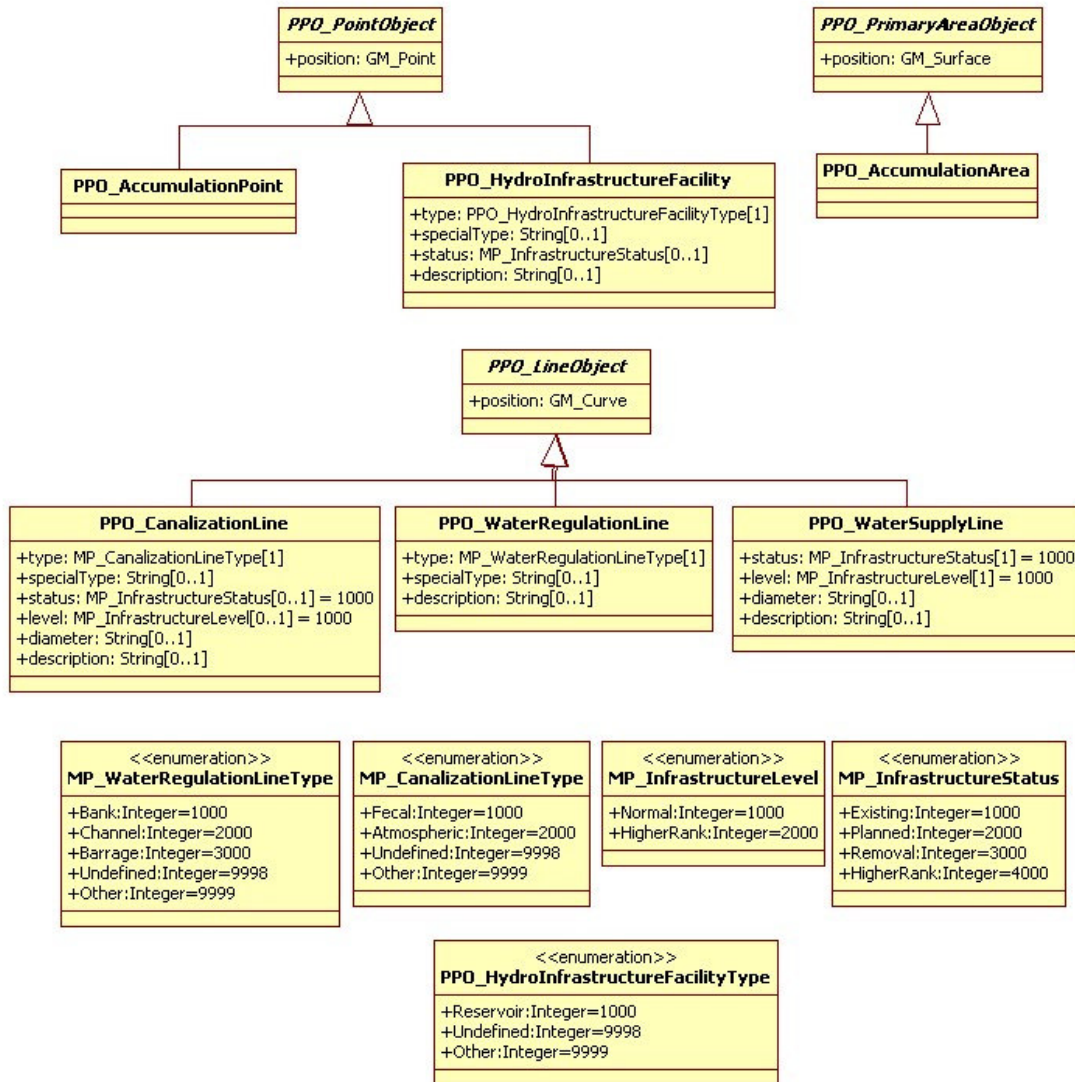 PPO_PointObject
+position: GM_Point
PPO_PrimaryAreaObject
+position: GM_Surface
PPO_AccumulationPoint
PPO_HydroInfrastructureFacility
+type: PPO_HydroInfrastructureFacilityType[1]
+specialType: String[0..1]
+status: MP_InfrastructureStatus[0..1]
+description: String[0..1]
PPO_AccumulationArea
PPO_LineObject
+position: GM_Curve
PPO_CanalizationLine
+type: MP_CanalizationLineType[1]
+specialType: String[0..1]
+status: MP_InfrastructureStatus[0..1] = 1000
+level: MP_InfrastructureLevel[0..1] = 1000
+diameter: String[0..1]
+description: String[0..1]
PPO_WaterRegulationLine
+type: MP_WaterRegulationLineType[1]
+specialType: String[0..1]
+description: String[0..1]
PPO_WaterSupplyLine
+status: MP_InfrastructureStatus[1] = 1000
+level: MP_InfrastructureLevel[1] = 1000
+diameter: String[0..1]
+description: String[0..1]
<<enumeration>>
MP_WaterRegulationLineType
+Bank:Integer=1000
+Channel:Integer=2000
+Barrage:Integer=3000
+Undefined:Integer=9998
+Other:Integer=9999
<<enumeration>>
MP_CanalizationLineType
+Fecal:Integer=1000
+Atmospheric:Integer=2000
+Undefined:Integer=9998
+Other:Integer=9999
<<enumeration>>
MP_InfrastructureLevel
+Normal:Integer=1000
+HigherRank:Integer=2000
<<enumeration>>
MP_InfrastructureStatus
+Existing:Integer=1000
+Planned:Integer=2000
+Removal:Integer=3000
+HigherRank:Integer=4000
<<enumeration>>
PPO_HydroInfrastructureFacilityType
+Reservoir:Integer=1000
+Undefined:Integer=9998
+Other:Integer=9999